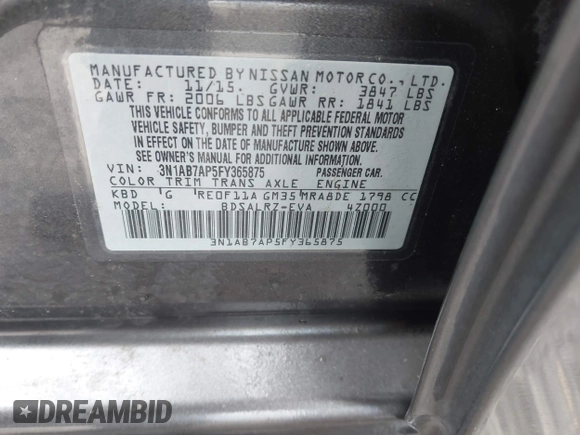 MANUFACTURED BY NISSAN MOTOR CO., LTD.
DATE: 11/15. GVWR: 3847 LBS
GAWR FR: 2006 LBS GAWR RR: 1841 LBS
THIS VEHICLE CONFORMS TO ALL APPLICABLE FEDERAL MOTOR
VEHICLE SAFETY, BUMPER AND THEFT PREVENTION STANDARDS
IN EFFECT ON THE DATE OF MANUFACTURE SHOWN ABOVE.
SEE OWNER'S MANUAL FOR ADDITIONAL INFORMATION.
VIN: 3N1AB7AP5FY365875 PASSENGER CAR.
COLOR TRIM TRANS AXLE ENGINE
KBD G RE0F11A GM35 MRA8DE 1798 CC
MODEL: BDSALRZ-EVA 4Z000
3N1AB7AP5FY365875
DREAMBID